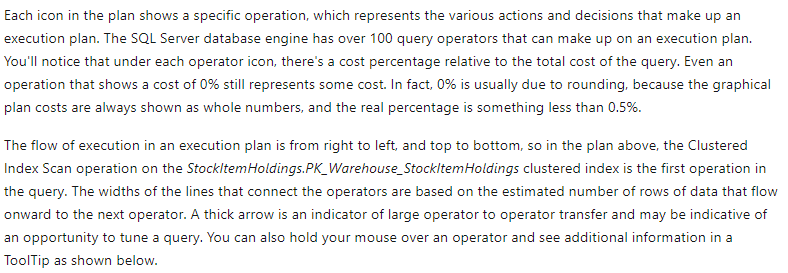 Each icon in the plan shows a specific operation, which represents the various actions and decisions that make up an
execution plan. The SQL Server database engine has over 100 query operators that can make up on an execution plan.
You'll notice that under each operator icon, there's a cost percentage relative to the total cost of the query. Even an
operation that shows a cost of 0% still represents some cost. In fact, 0% is usually due to rounding, because the graphical
plan costs are always shown as whole numbers, and the real percentage is something less than 0.5%.
The flow of execution in an execution plan is from right to left, and top to bottom, so in the plan above, the Clustered
Index Scan operation on the StockItemHoldings.PK_Warehouse_StockItemHoldings clustered index is the first operation in
the query. The widths of the lines that connect the operators are based on the estimated number of rows of data that flow
onward to the next operator. A thick arrow is an indicator of large operator to operator transfer and may be indicative of
an opportunity to tune a query. You can also hold your mouse over an operator and see additional information in a
ToolTip as shown below.